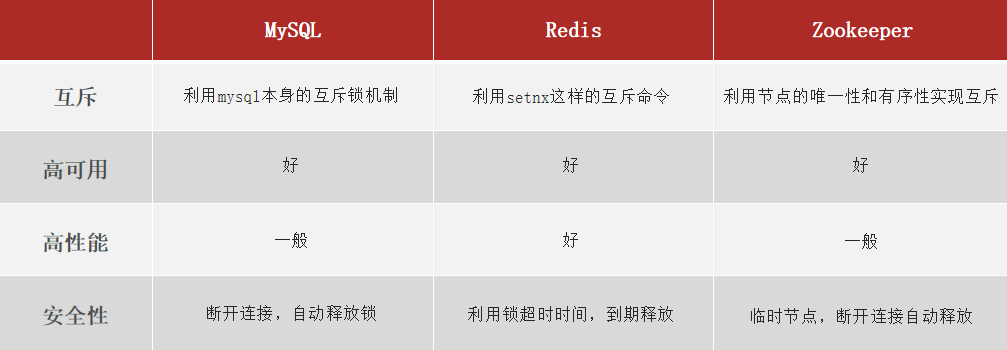 MySQL Redis Zookeeper
互斥 利用mysql本身的互斥锁机制 利用setnx这样的互斥命令 利用节点的唯一性和有序性实现互斥
高可用 好 好 好
高性能 一般 好 一般
安全性 断开连接，自动释放锁 利用锁超时时间，到期释放 临时节点，断开连接自动释放